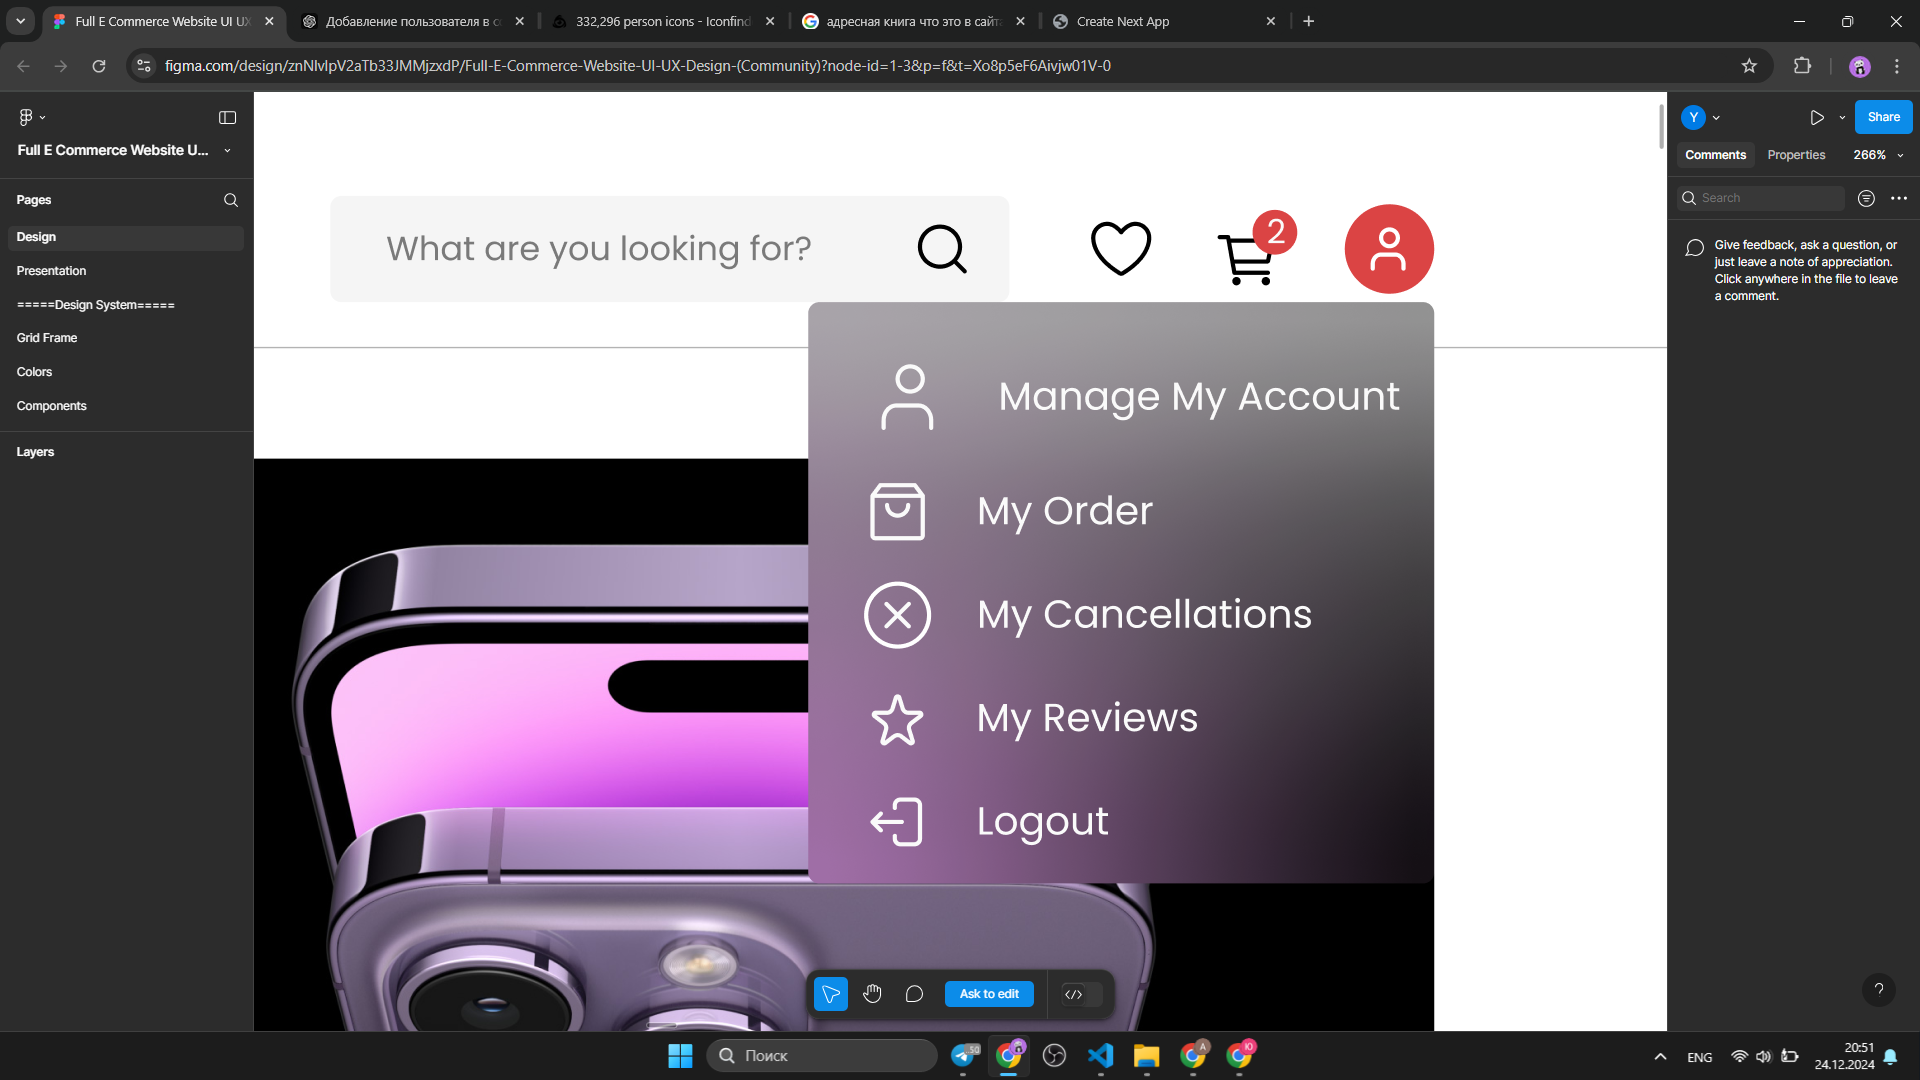 Full E Commerce Website UI UX
Добавление пользователя в с
332,296 person icons - Iconfind
адресная книга что это в сайта
Create Next App
figma.com/design/znNIvlpV2aTb33JMMjzxdP/Full-E-Commerce-Website-UI-UX-Design-(Community)?node-id=1-3&p=f&t=Xo8p5eF6Aivjw01V-0
Full E Commerce Website U...
Pages
Design
Presentation
=====Design System=====
Grid Frame
Colors
Components
Layers
What are you looking for?
2
Manage My Account
My Order
My Cancellations
My Reviews
Logout
Ask to edit
Y
Share
Comments
Properties
266%
Search
Give feedback, ask a question, or
just leave a note of appreciation.
Click anywhere in the file to leave
a comment.
?
Поиск
50
A
Ю
ENG
20:51
24.12.2024